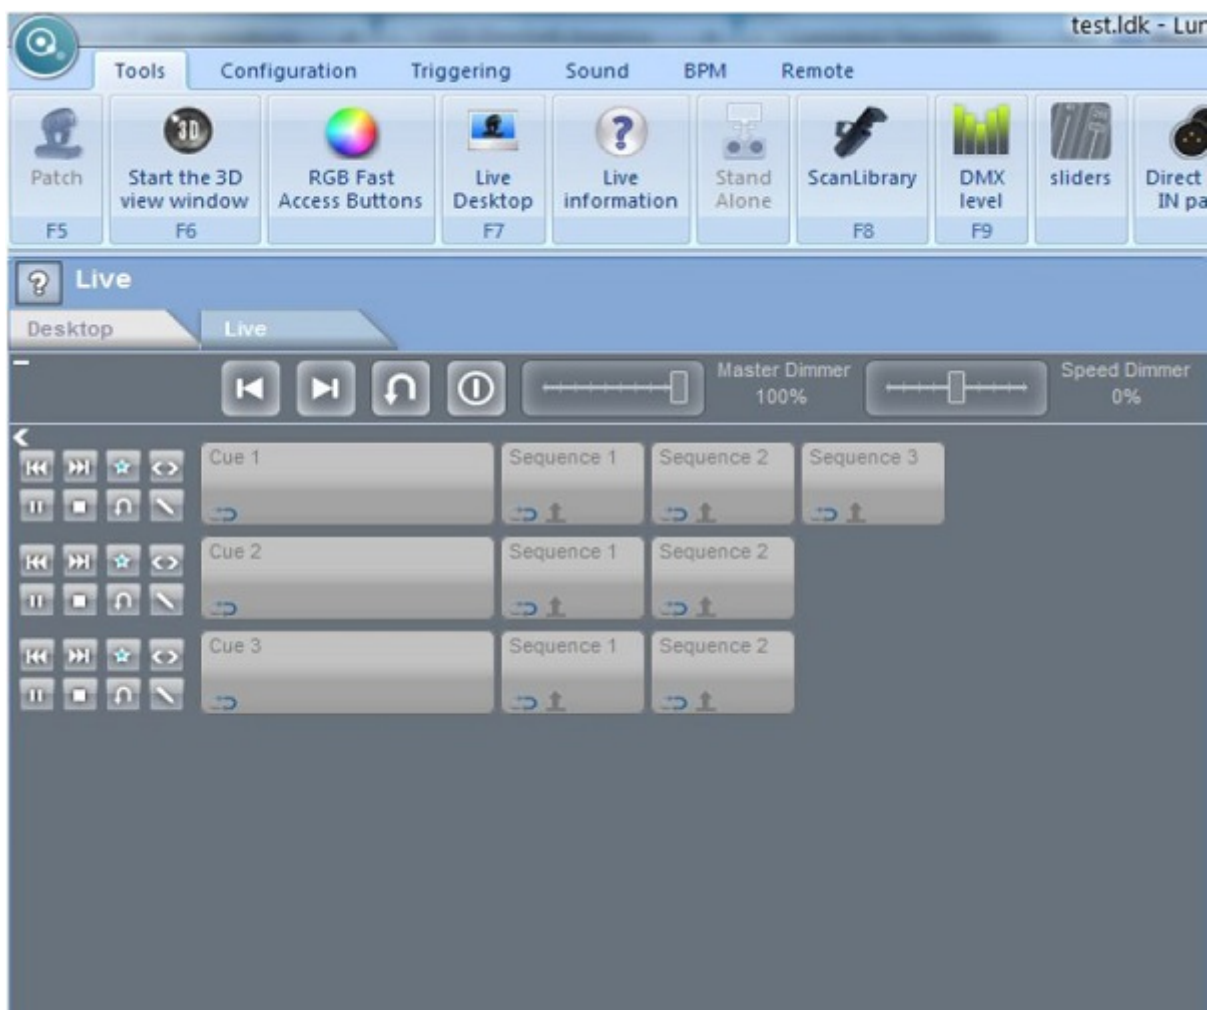 test.ldk - Lur
Tools Configuration Triggering Sound BPM Remote
3D
Patch Start the 3D RGB Fast Live Live Stand ScanLibrary DMX sliders Direct
view window Access Buttons Desktop information Alone level IN pa
F5 F6 F7 F8 F9
Live
Desktop Live
Master Dimmer Speed Dimmer
100% 0%
Cue 1 Sequence 1 Sequence 2 Sequence 3
Cue 2 Sequence 1 Sequence 2
Cue 3 Sequence 1 Sequence 2